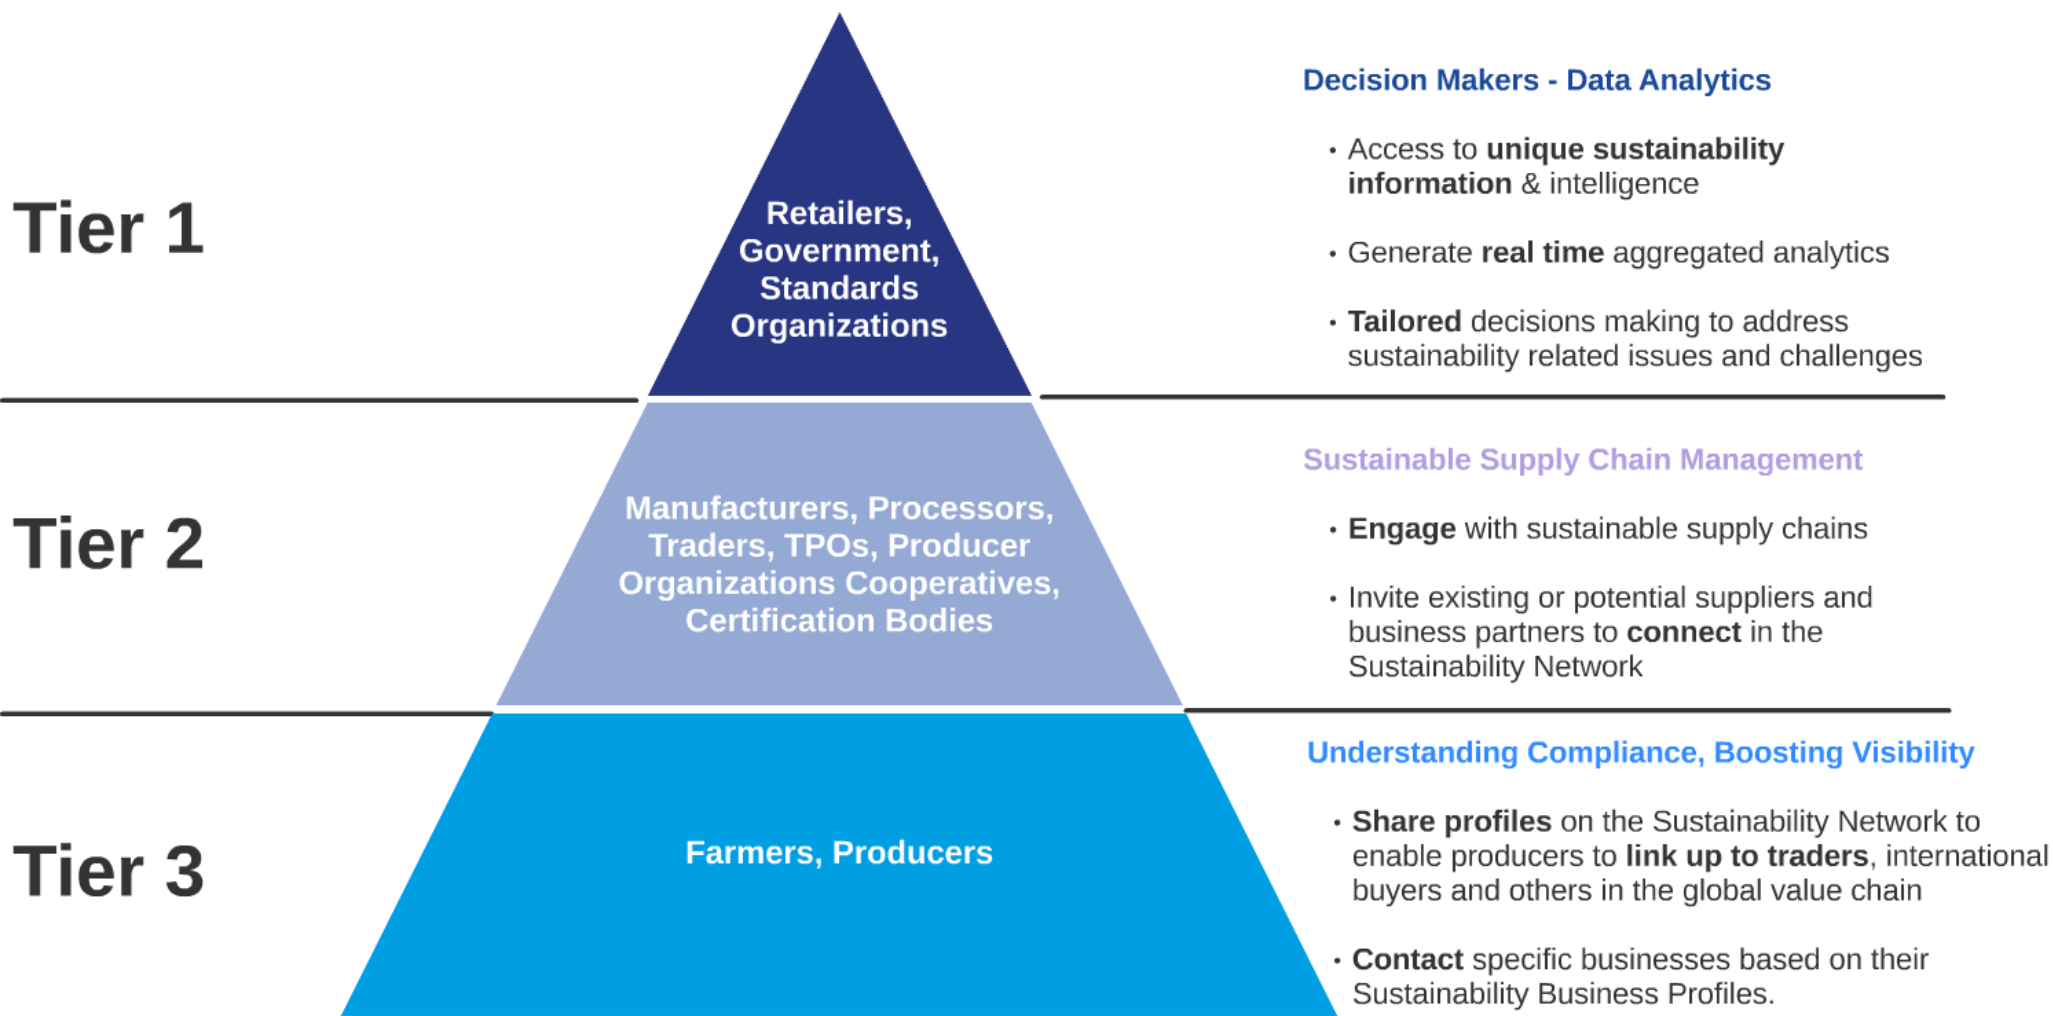 Tier 1
Retailers,
Government,
Standards
Organizations
Decision Makers - Data Analytics
• Access to unique sustainability
information & intelligence
• Generate real time aggregated analytics
• Tailored decisions making to address
sustainability related issues and challenges
Tier 2
Manufacturers, Processors,
Traders, TPOs, Producer
Organizations Cooperatives,
Certification Bodies
Sustainable Supply Chain Management
• Engage with sustainable supply chains
• Invite existing or potential suppliers and
business partners to connect in the
Sustainability Network
Tier 3
Farmers, Producers
Understanding Compliance, Boosting Visibility
• Share profiles on the Sustainability Network to
enable producers to link up to traders, international
buyers and others in the global value chain
• Contact specific businesses based on their
Sustainability Business Profiles.